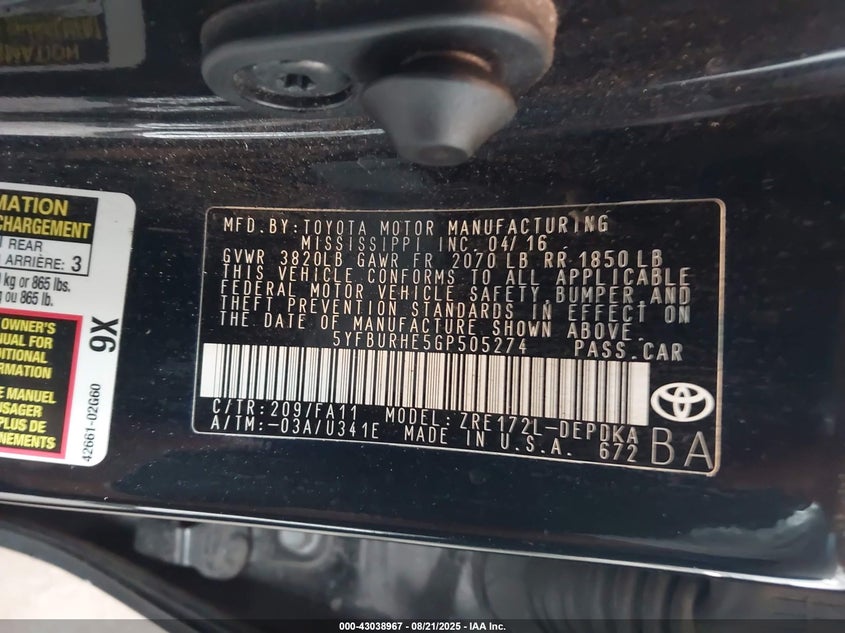 MATION
CHARGEMENT
REAR
ARRIÈRE: 3
kg or 865 lbs.
ou 865 lb.
OWNER'S
NUAL FOR
DITIONAL
ORMATION
LE MANUEL
USAGER
PLUS DE
NEMENTS
9X
42661-02G60
MFD.BY:TOYOTA MOTOR MANUFACTURING
MISSISSIPPI INC.04/16
GVWR 3820LB GAWR FR 2070 LB RR 1850 LB
THIS VEHICLE CONFORMS TO ALL APPLICABLE
FEDERAL MOTOR VEHICLE SAFETY,BUMPER,AND
THEFT PREVENTION STANDARDS IN EFFECT ON
THE DATE OF MANUFACTURE SHOWN ABOVE.
5YFBURHE5GP505274 PASS.CAR
C/TR:209/FA11 MODEL:ZRE172L-DEPDKA
A/TM:-03A/U341E MADE IN U.S.A. 672 BA
000-43038967 - 08/21/2025 - IAA Inc.